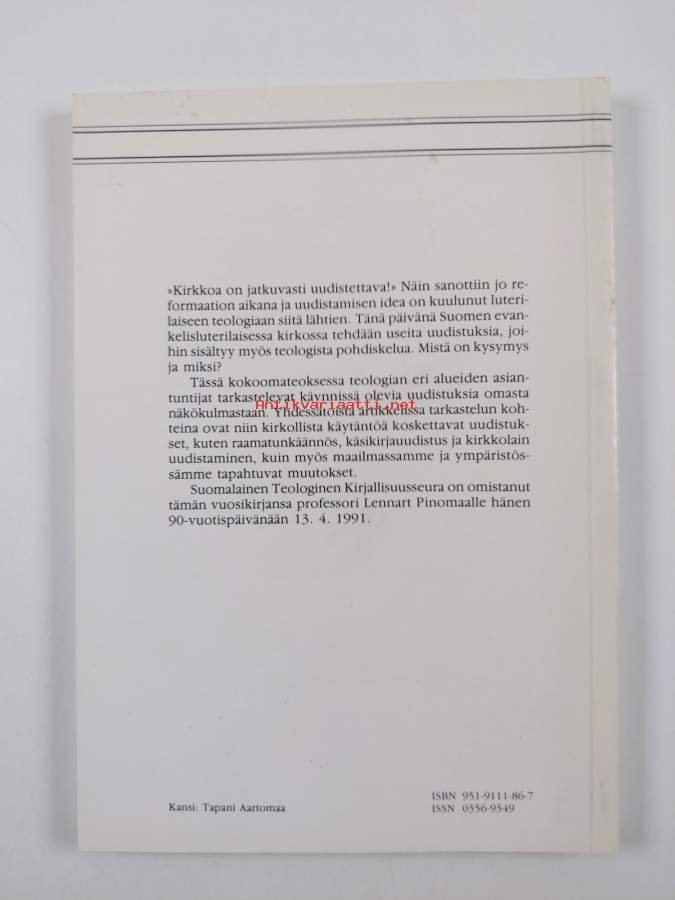 »Kirkkoa on jatkuvasti uudistettava!» Näin sanottiin jo re-
formaation aikana ja uudistamisen idea on kuulunut luteri-
laiseen teologiaan siitä lähtien. Tänä päivänä Suomen evan-
kelisluterilaisessa kirkossa tehdään useita uudistuksia, joi-
hin sisältyy myös teologista pohdiskelua. Mistä on kysymys
ja miksi?
Tässä kokoomateoksessa teologian eri alueiden asian-
tuntijat tarkastelevat käynnissä olevia uudistuksia omasta
Antikvariaatti.net
näkökulmastaan. Yhdessätoista artikkelissa tarkastelun koh-
teina ovat niin kirkollista käytäntöä koskettavat uudistuk-
set, kuten raamatunkäännös, käsikirjauudistus ja kirkkolain
uudistaminen, kuin myös maailmassamme ja ympäristös-
sämme tapahtuvat muutokset.
Suomalainen Teologinen Kirjallisuusseura on omistanut
tämän vuosikirjansa professori Lennart Pinomaalle hänen
90-vuotispäivänään 13. 4. 1991.
Kansi: Tapani Aartomaa
ISBN 951-9111-86-7
ISSN 0356-9349